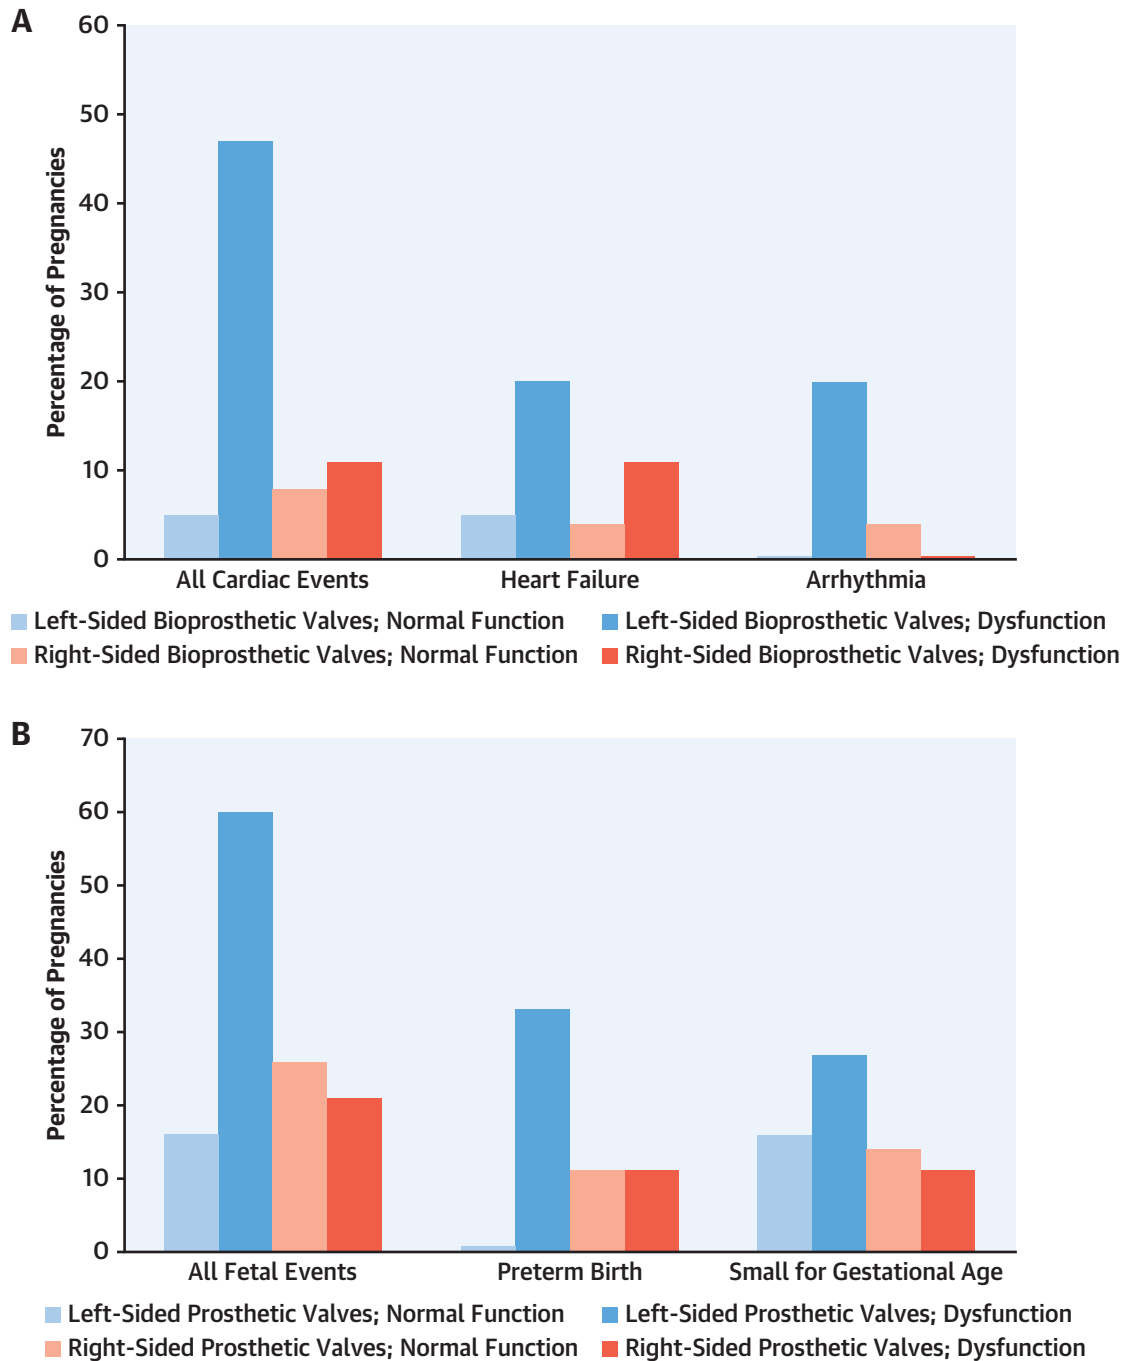 A
60
50
40
30
20
10
0
Percentage of Pregnancies
All Cardiac Events Heart Failure Arrhythmia
Left-Sided Bioprosthetic Valves; Normal Function Left-Sided Bioprosthetic Valves; Dysfunction
Right-Sided Bioprosthetic Valves; Normal Function Right-Sided Bioprosthetic Valves; Dysfunction
B
70
60
50
40
30
20
10
0
Percentage of Pregnancies
All Fetal Events Preterm Birth Small for Gestational Age
Left-Sided Prosthetic Valves; Normal Function Left-Sided Prosthetic Valves; Dysfunction
Right-Sided Prosthetic Valves; Normal Function Right-Sided Prosthetic Valves; Dysfunction